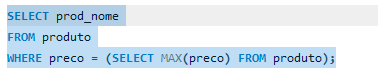 SELECT prod_nome
FROM produto
WHERE preco = (SELECT MAX(preco) FROM produto);